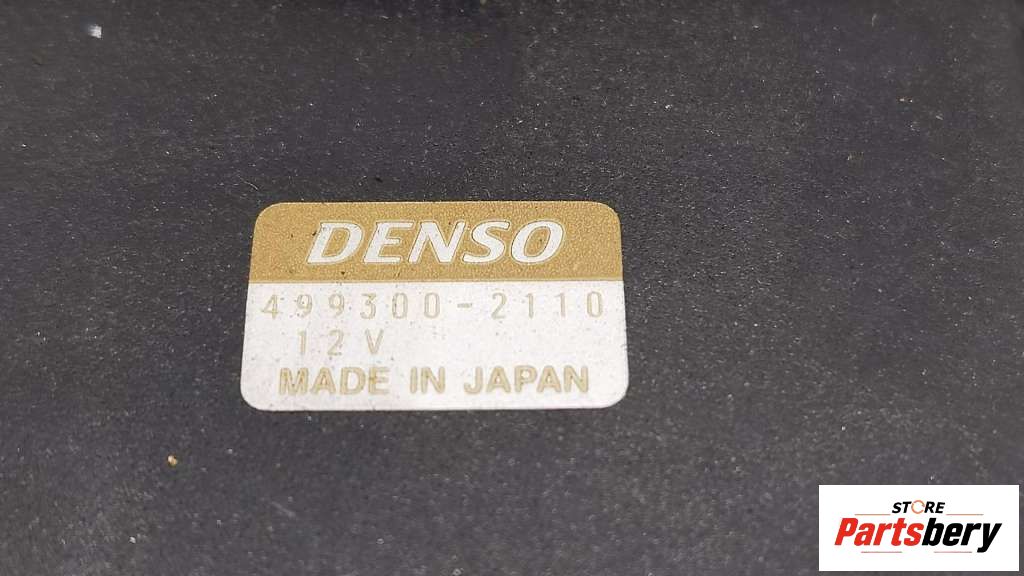 DENSO
499300-2110
12V
MADE IN JAPAN
STORE
Partsbery